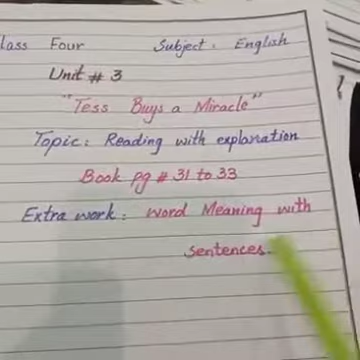 lass Four Subject: English
Unit # 3
"Tess Buys a Miracle"
Topic: Reading with explanation
Book pg # 31 to 33
Extra work: Word Meaning with
sentences.